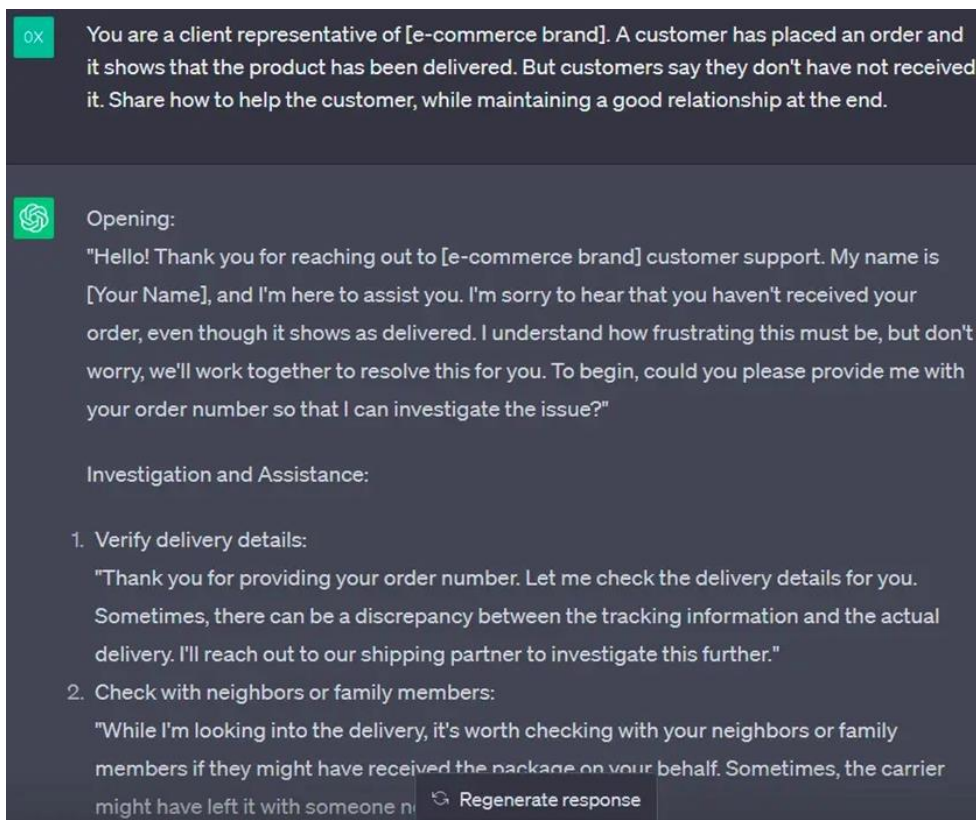 OX
You are a client representative of [e-commerce brand]. A customer has placed an order and
it shows that the product has been delivered. But customers say they don't have not received
it. Share how to help the customer, while maintaining a good relationship at the end.
Opening:
"Hello! Thank you for reaching out to [e-commerce brand] customer support. My name is
[Your Name], and I'm here to assist you. I'm sorry to hear that you haven't received your
order, even though it shows as delivered. I understand how frustrating this must be, but don't
worry, we'll work together to resolve this for you. To begin, could you please provide me with
your order number so that I can investigate the issue?"
Investigation and Assistance:
1. Verify delivery details:
"Thank you for providing your order number. Let me check the delivery details for you.
Sometimes, there can be a discrepancy between the tracking information and the actual
delivery. I'll reach out to our shipping partner to investigate this further."
2. Check with neighbors or family members:
"While I'm looking into the delivery, it's worth checking with your neighbors or family
members if they might have received the package on your behalf. Sometimes, the carrier
might have left it with someone
Regenerate response